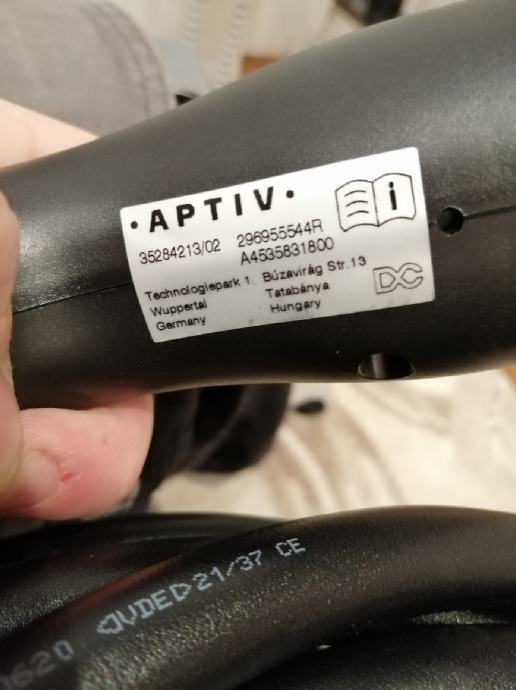 • APTIV •
i
35284213/02 296955544R
A4535831800
Technologiepark 1. Búzavirág Str.13
Wuppertal Tatabánya
Germany Hungary
DC
0620 ◁VDE▷ 21/37 CE